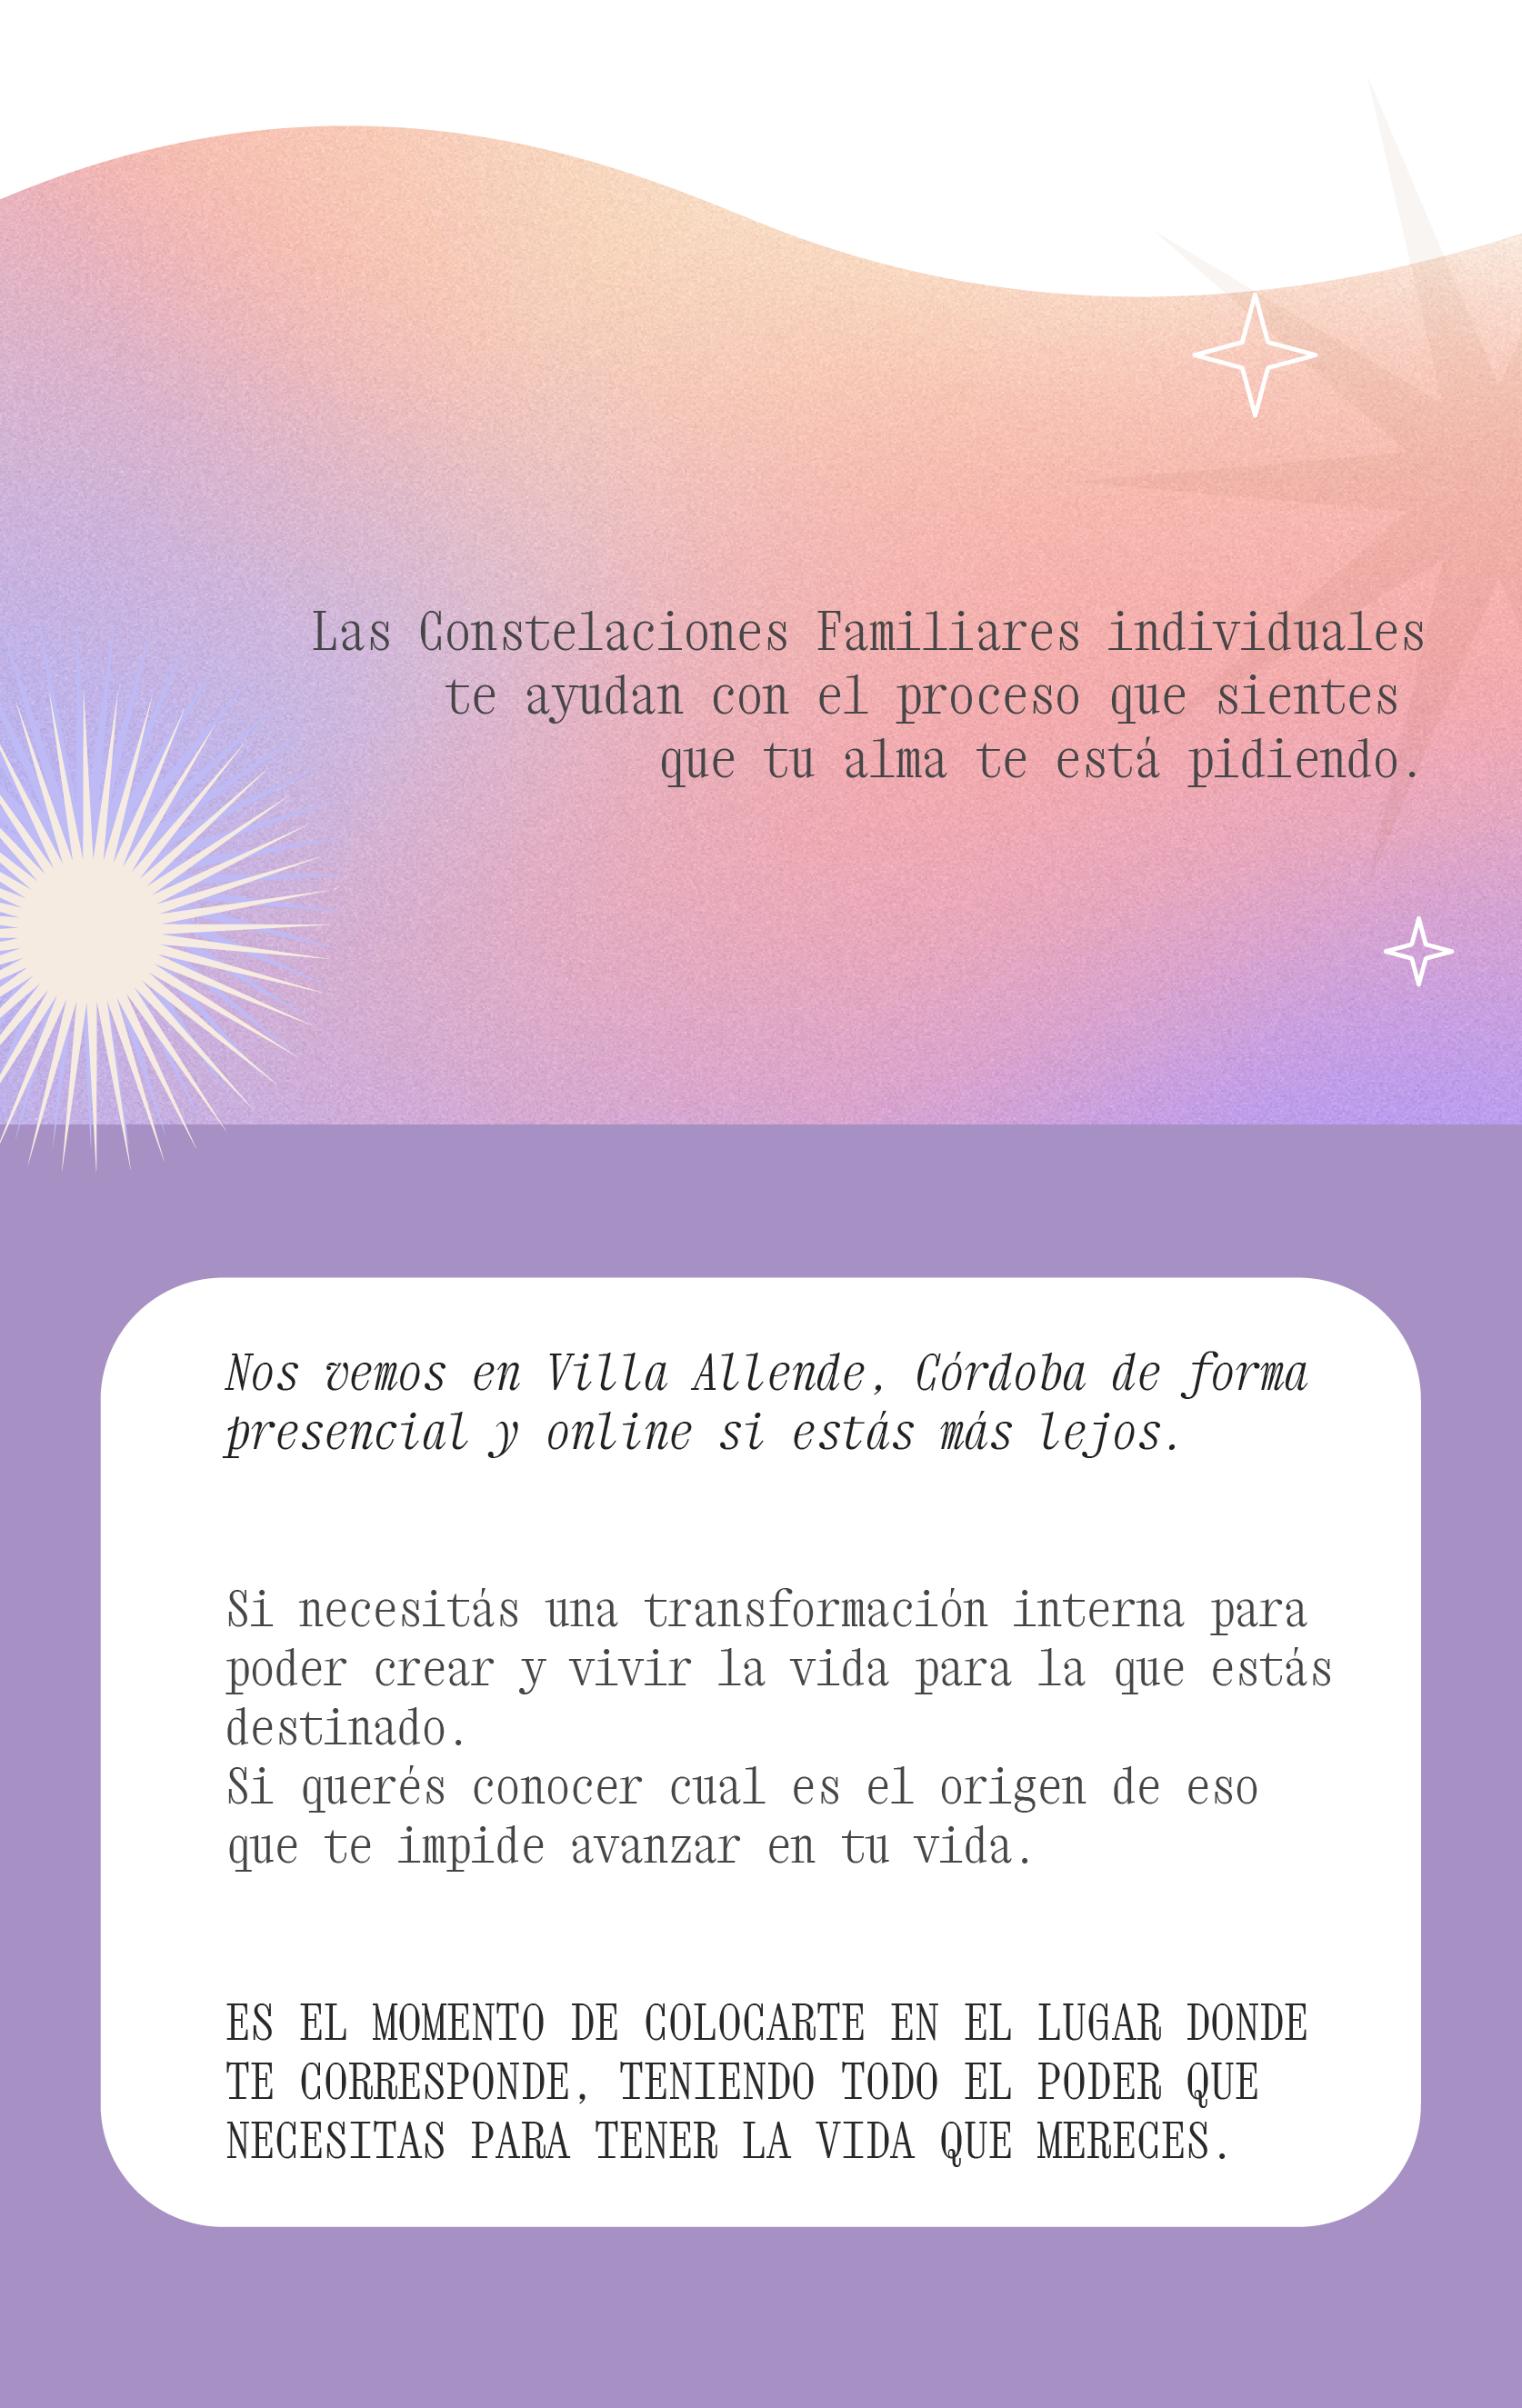 Las Constelaciones Familiares individuales
te ayudan con el proceso que sientes
que tu alma te está pidiendo.
Nos vemos en Villa Allende, Córdoba de forma
presencial y online si estás más lejos.
Si necesitás una transformación interna para
poder crear y vivir la vida para la que estás
destinado.
Si querés conocer cual es el origen de eso
que te impide avanzar en tu vida.
ES EL MOMENTO DE COLOCARTE EN EL LUGAR DONDE
TE CORRESPONDE, TENIENDO TODO EL PODER QUE
NECESITAS PARA TENER LA VIDA QUE MERECES.